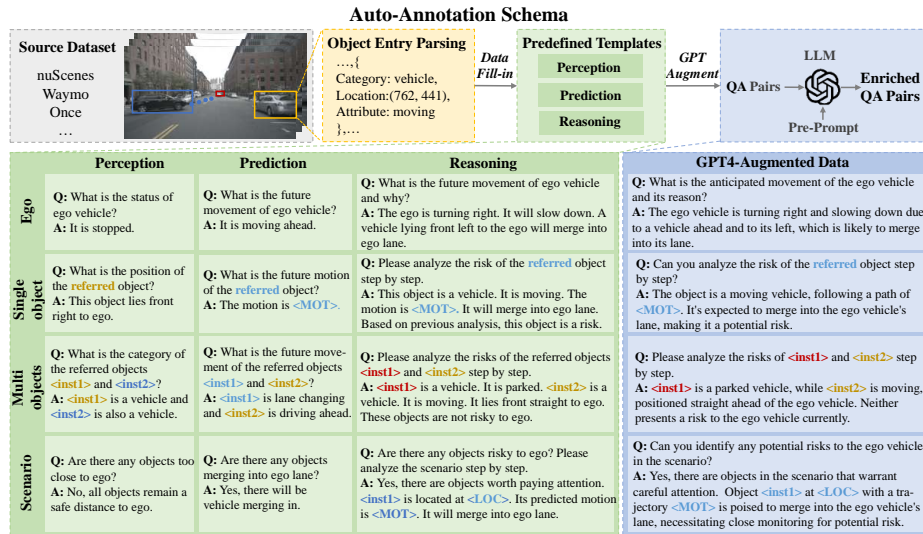 Auto-Annotation Schema
Source Dataset
nuScenes
Waymo
Once
…
Object Entry Parsing
…,{
Category: vehicle,
Location:(762, 441),
Attribute: moving
},…
Data
Fill-in
Predefined Templates
Perception
Prediction
Reasoning
GPT
Augment
LLM
QA Pairs
Enriched
QA Pairs
Pre-Prompt
Perception
Prediction
Reasoning
GPT4-Augmented Data
Ego
Q: What is the status of
ego vehicle?
A: It is stopped.
Q: What is the future
movement of ego vehicle?
A: It is moving ahead.
Q: What is the future movement of ego vehicle
and why?
A: The ego is turning right. It will slow down. A
vehicle lying front left to the ego will merge into
ego lane.
Q: What is the anticipated movement of the ego vehicle
and its reason?
A: The ego vehicle is turning right and slowing down due
to a vehicle ahead and to its left, which is likely to merge
into its lane.
Single
object
Q: What is the position of
the referred object?
A: This object lies front
right to ego.
Q: What is the future motion
of the referred object?
A: The motion is <MOT>.
Q: Please analyze the risk of the referred object
step by step.
A: This object is a vehicle. It is moving. The
motion is <MOT>. It will merge into ego lane.
Based on previous analysis, this object is a risk.
Q: Can you analyze the risk of the referred object step
by step?
A: The object is a moving vehicle, following a path of
<MOT>. It's expected to merge into the ego vehicle's
lane, making it a potential risk.
Multi
objects
Q: What is the category of
the referred objects
<inst1> and <inst2>?
A: <inst1> is a vehicle and
<inst2> is also a vehicle.
Q: What is the future move-
ment of the referred objects
<inst1> and <inst2>?
A: <inst1> is lane changing
and <inst2> is driving ahead.
Q: Please analyze the risks of the referred objects
<inst1> and <inst2> step by step.
A: <inst1> is a vehicle. It is parked. <inst2> is a
vehicle. It is moving. It lies front straight to ego.
These objects are not risky to ego.
Q: Please analyze the risks of <inst1> and <inst2> step
by step.
A: <inst1> is a parked vehicle, while <inst2> is moving,
positioned straight ahead of the ego vehicle. Neither
presents a risk to the ego vehicle currently.
Scenario
Q: Are there any objects too
close to ego?
A: No, all objects remain a
safe distance to ego.
Q: Are there any objects
merging into ego lane?
A: Yes, there will be
vehicle merging in.
Q: Are there any objects risky to ego? Please
analyze the scenario step by step.
A: Yes, there are objects worth paying attention.
<inst1> is located at <LOC>. Its predicted motion
is <MOT>. It will merge into ego lane.
Q: Can you identify any potential risks to the ego vehicle
in the scenario?
A: Yes, there are objects in the scenario that warrant
careful attention. Object <inst1> at <LOC> with a tra-
jectory <MOT> is poised to merge into the ego vehicle's
lane, necessitating close monitoring for potential risk.